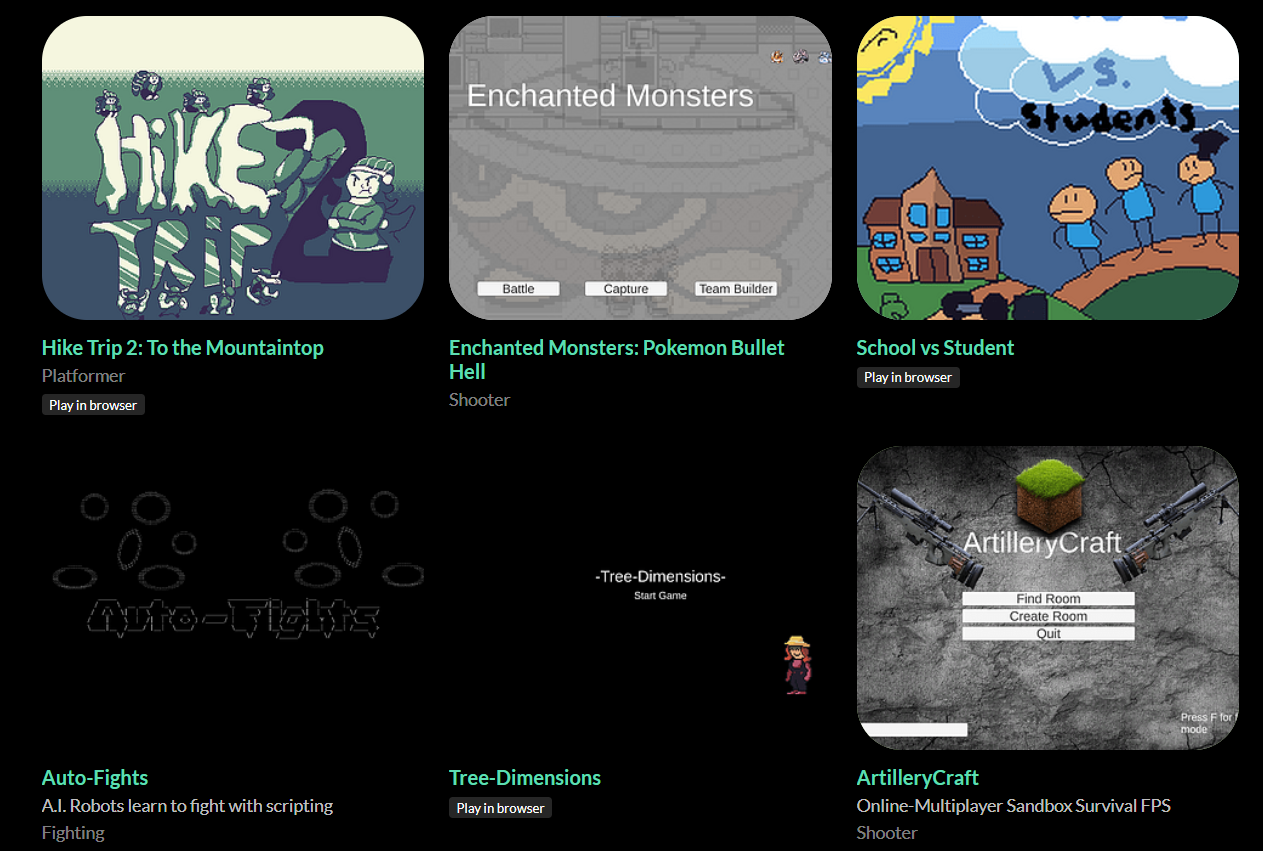 HiKE 2
TRiP
Hike Trip 2: To the Mountaintop
Platformer
Play in browser
Enchanted Monsters
Battle
Capture
Team Builder
Enchanted Monsters: Pokemon Bullet
Hell
Shooter
vs.
Students
School vs Student
Play in browser
Auto-Fights
Auto-Fights
A.I. Robots learn to fight with scripting
Fighting
-Tree-Dimensions-
Start Game
Tree-Dimensions
Play in browser
ArtilleryCraft
Find Room
Create Room
Quit
Press F for
mode
ArtilleryCraft
Online-Multiplayer Sandbox Survival FPS
Shooter